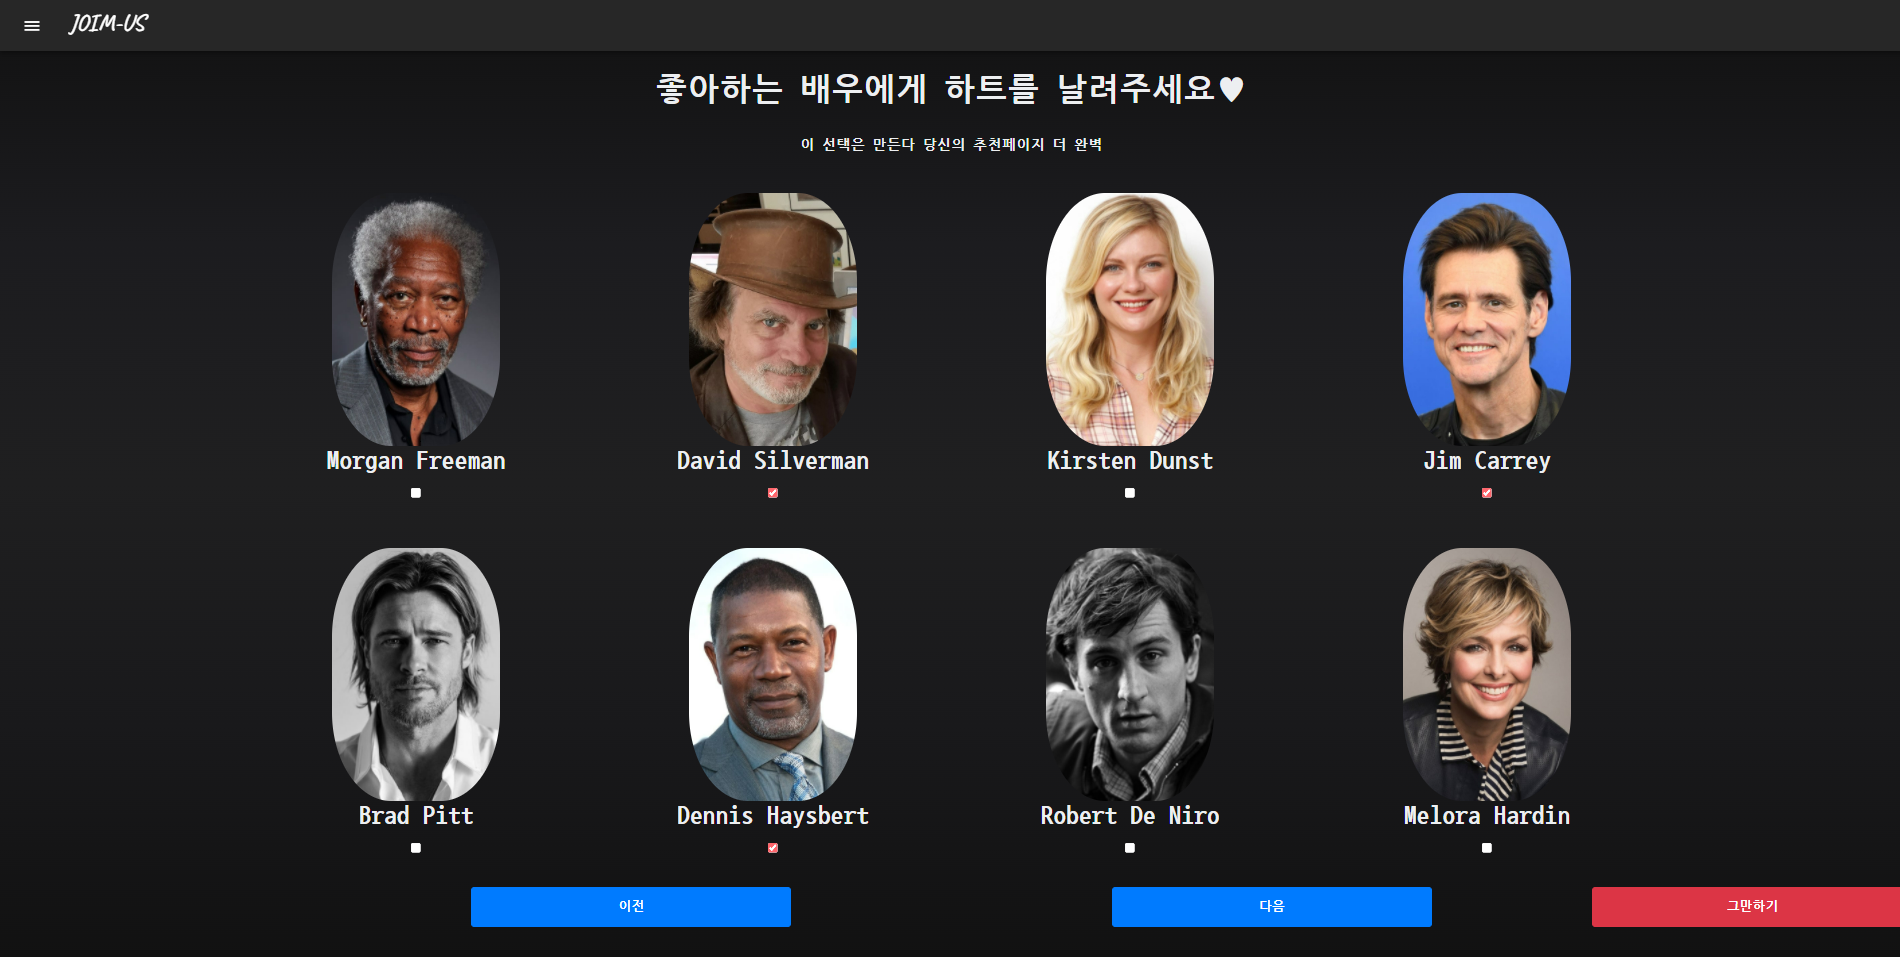 JOIM-US
좋아하는 배우에게 하트를 날려주세요♥
이 선택은 만든다 당신의 추천페이지 더 완벽
Morgan Freeman
David Silverman
Kirsten Dunst
Jim Carrey
Brad Pitt
Dennis Haysbert
Robert De Niro
Melora Hardin
이전
다음
그만하기